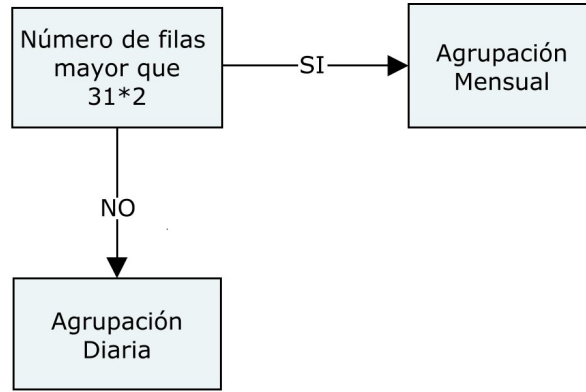 Número de filas
mayor que
31*2
SI
Agrupación
Mensual
NO
Agrupación
Diaria